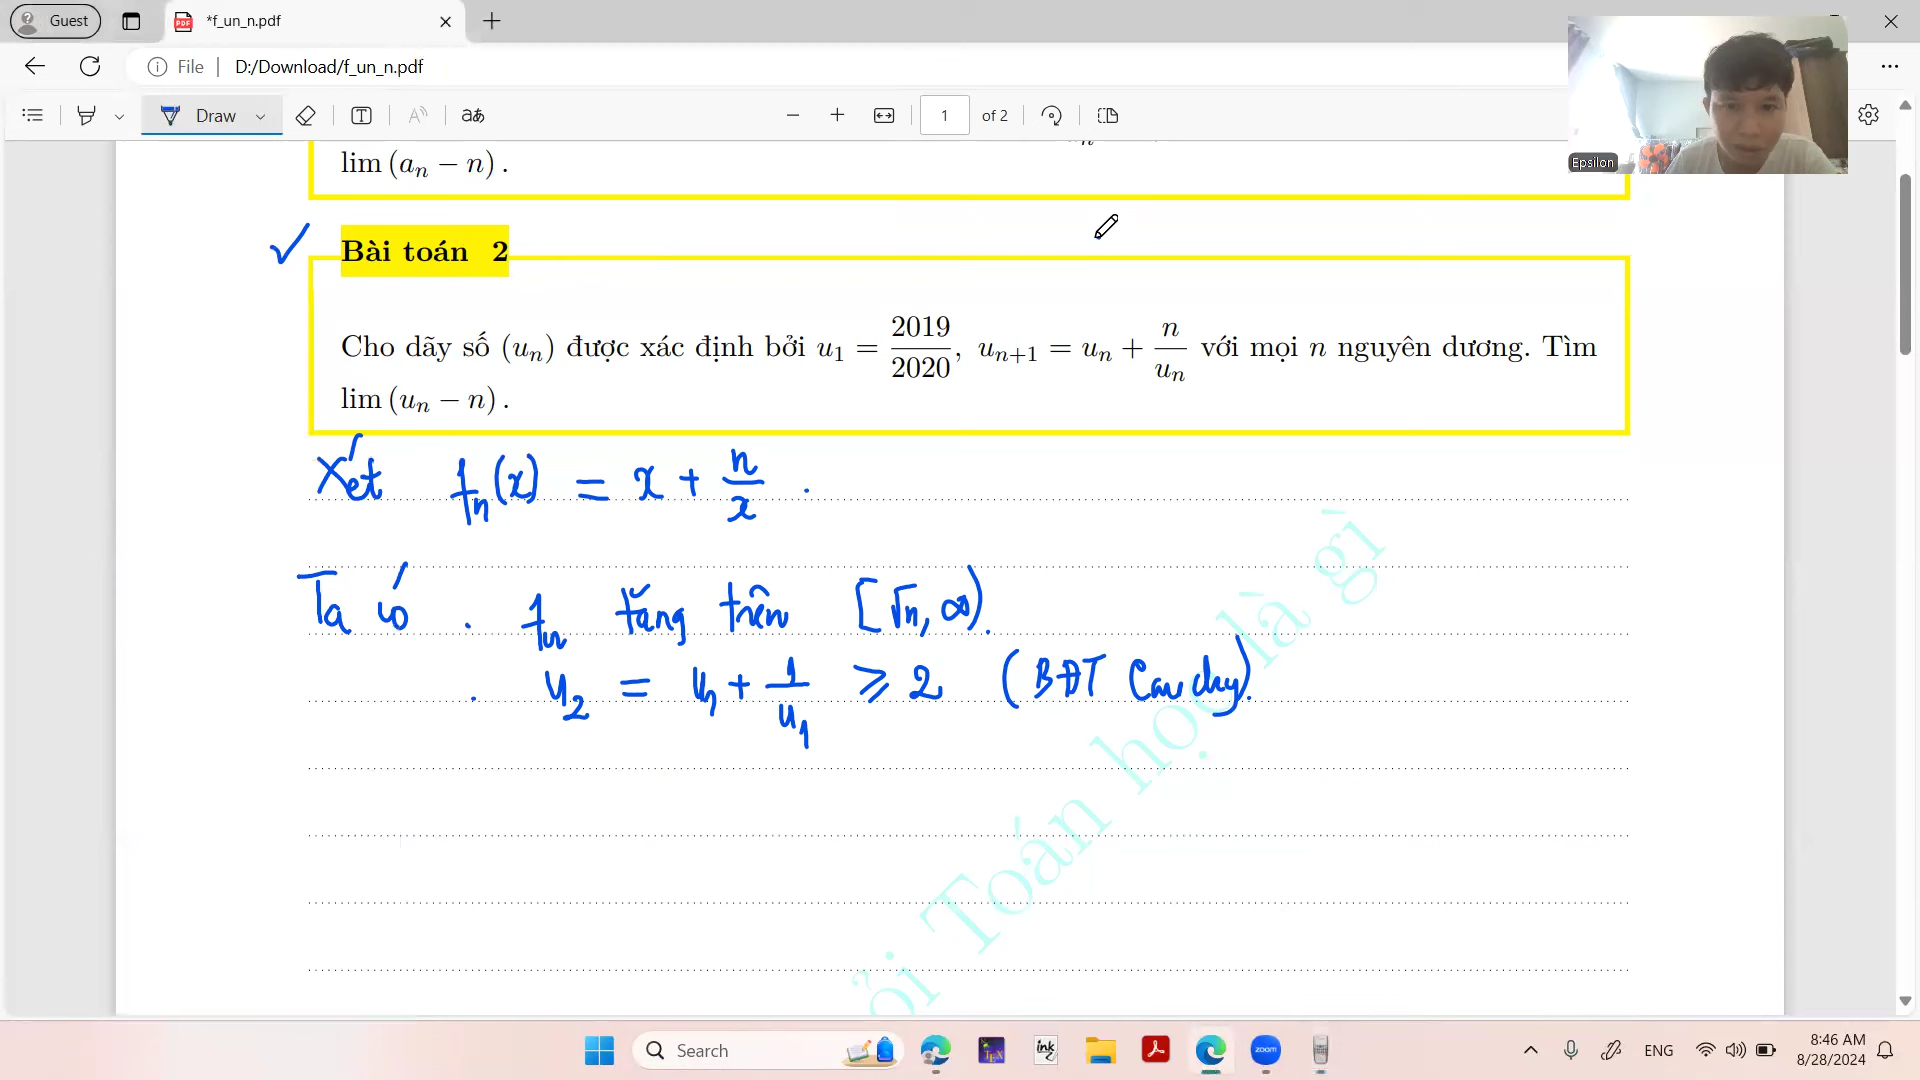 Guest
*f_un_n.pdf
File | D:/Download/f_un_n.pdf
Draw
aあ
1 of 2
Epsilon
lim (aₙ − n).
Bài toán 2
Cho dãy số (uₙ) được xác định bởi u₁ = 2019/2020, uₙ₊₁ = uₙ + n/uₙ với mọi n nguyên dương. Tìm
lim (uₙ − n).
Xét fₙ(x) = x + n/x .
Ta có . fₙ tăng trên [√n, ∞).
. u₂ = u₁ + 1/u₁ ⩾ 2 (BĐT Cauchy).
ỏi Toán học là gì
Search
ENG
8:46 AM
8/28/2024